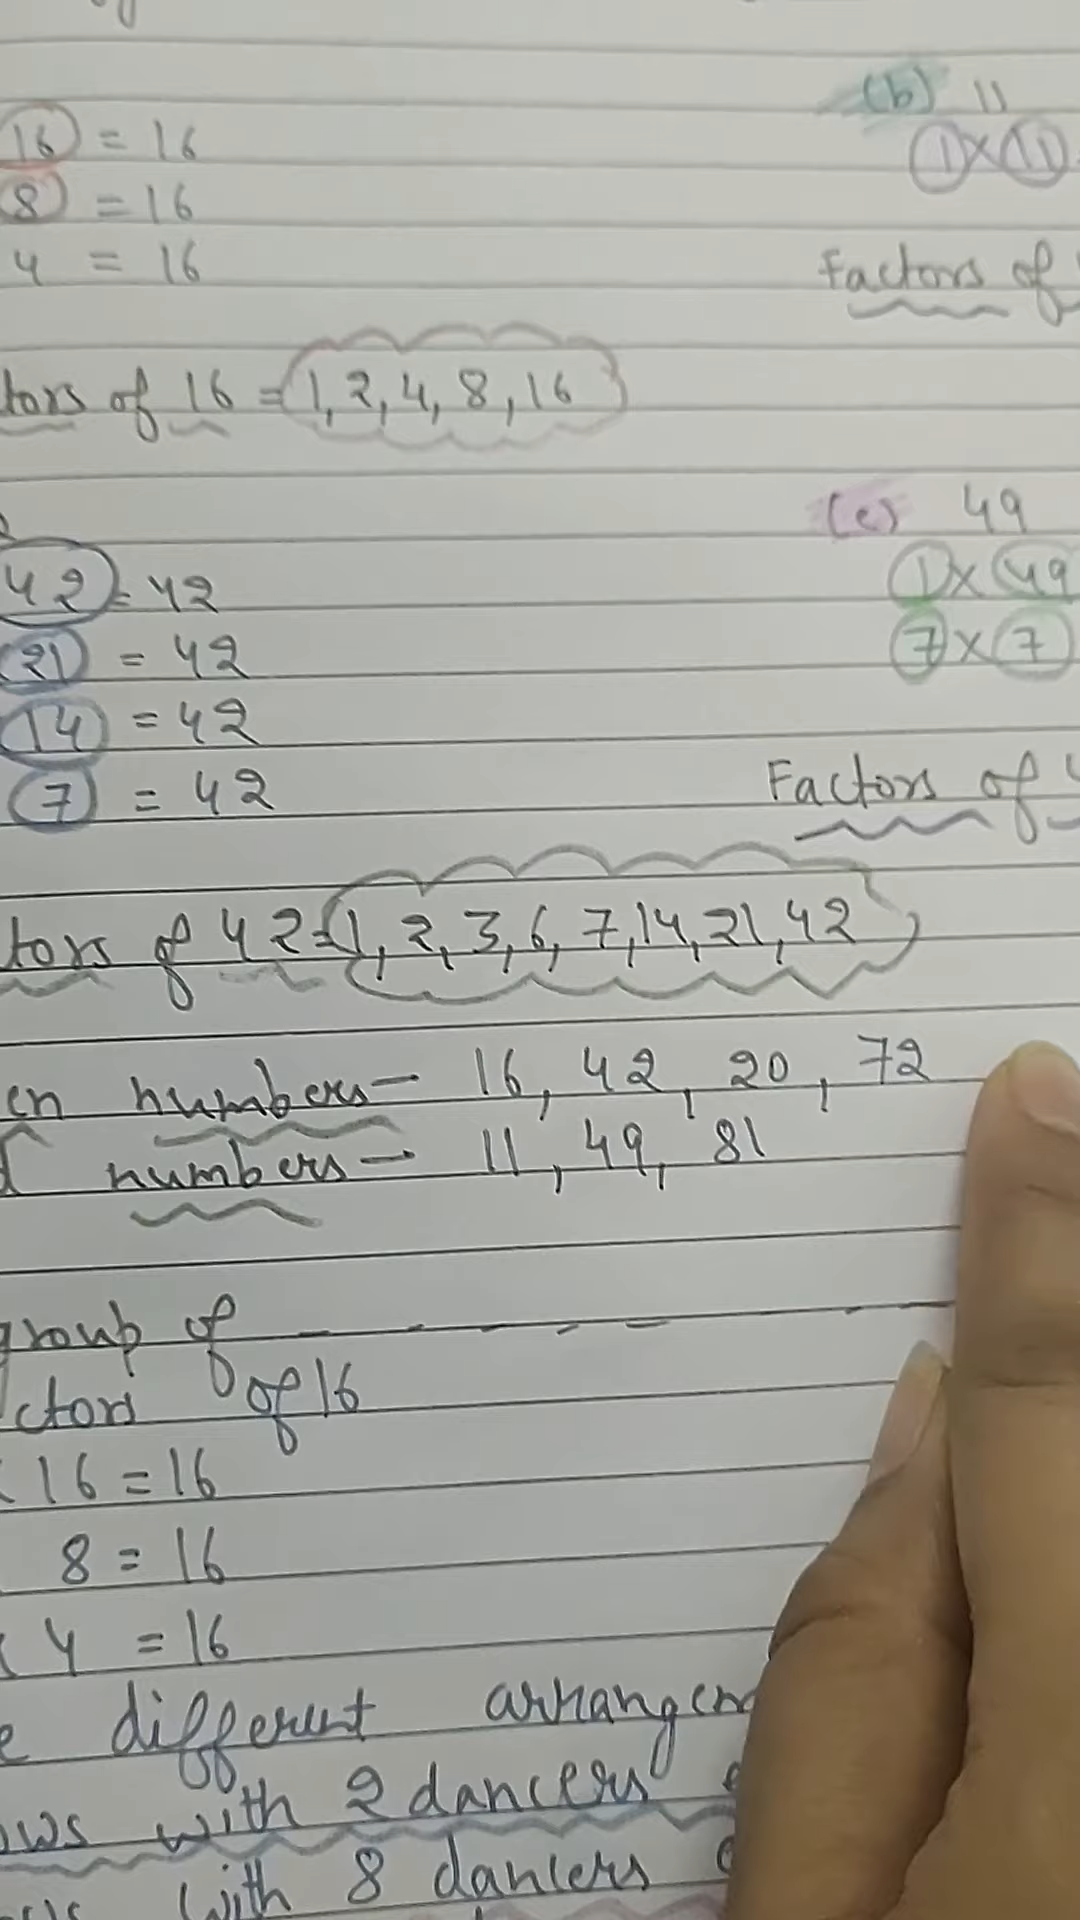 16 = 16
8 = 16
4 = 16
tors of 16 = 1, 2, 4, 8, 16
(b) 11
1 x 11
Factors of
42 = 42
21 = 42
14 = 42
7 = 42
(e) 49
1 x 49
7 x 7
Factors of
tors of 42 = 1, 2, 3, 6, 7, 14, 21, 42
en numbers - 16, 42, 20, 72
d numbers - 11, 49, 81
group of - - - - - - -
ctors of 16
x 16 = 16
8 = 16
x 4 = 16
e different arrangem
ows with 2 dancers
with 8 dancers